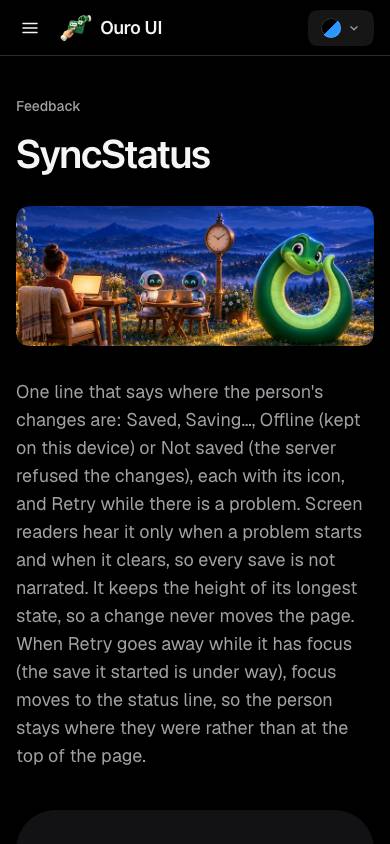 Ouro UI
Feedback
SyncStatus
One line that says where the person's
changes are: Saved, Saving…, Offline (kept
on this device) or Not saved (the server
refused the changes), each with its icon,
and Retry while there is a problem. Screen
readers hear it only when a problem starts
and when it clears, so every save is not
narrated. It keeps the height of its longest
state, so a change never moves the page.
When Retry goes away while it has focus
(the save it started is under way), focus
moves to the status line, so the person
stays where they were rather than at the
top of the page.